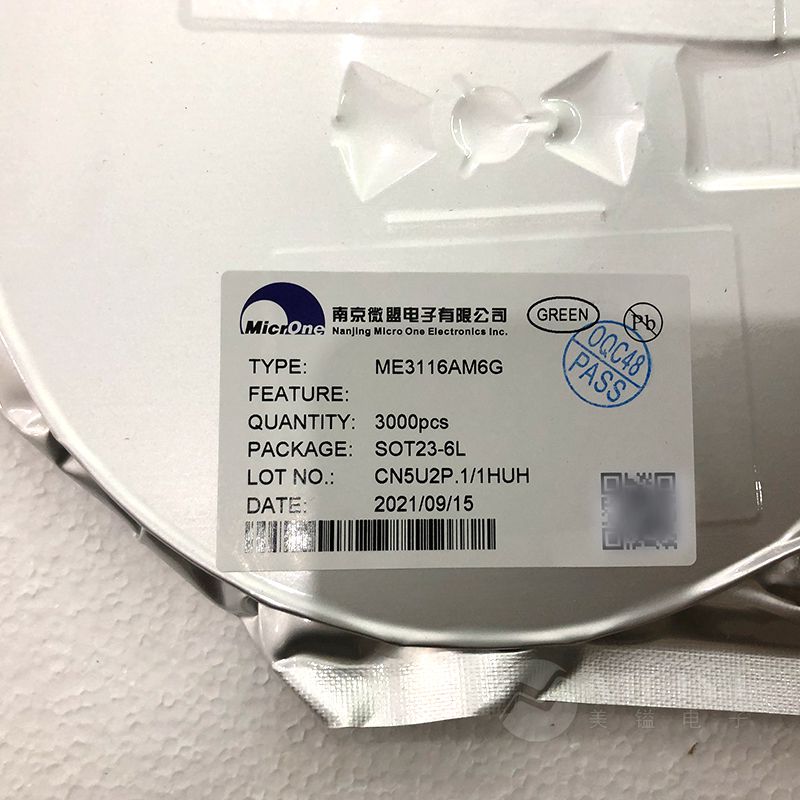 MicrOne
南京微盟电子有限公司
Nanjing Micro One Electronics Inc.
GREEN
Pb
OQC48
PASS
TYPE: ME3116AM6G
FEATURE:
QUANTITY: 3000pcs
PACKAGE: SOT23-6L
LOT NO.: CN5U2P.1/1HUH
DATE: 2021/09/15
美镒电子